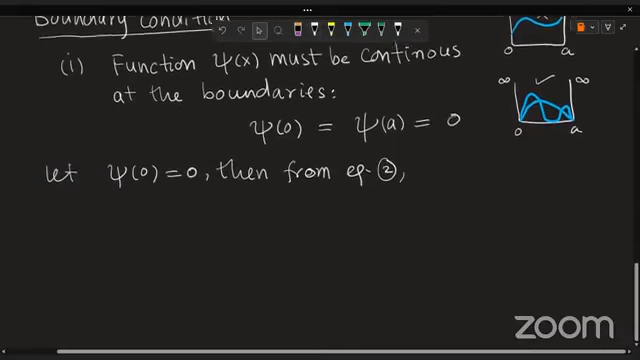 Boundary condition
(i) Function ψ(x) must be continous
at the boundaries:
ψ(0) = ψ(a) = 0
let ψ(0) = 0, then from eq. ②,
0 a
∞ ∞
0 a
LIVE
zoom